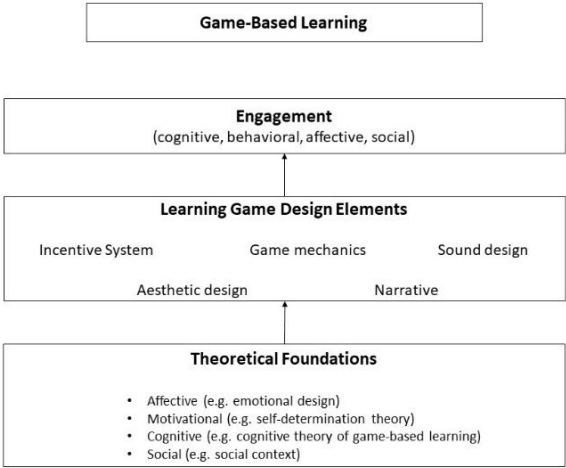 Game-Based Learning
Engagement
(cognitive, behavioral, affective, social)
Learning Game Design Elements
Incentive System Game mechanics Sound design
Aesthetic design Narrative
Theoretical Foundations
• Affective (e.g. emotional design)
• Motivational (e.g. self-determination theory)
• Cognitive (e.g. cognitive theory of game-based learning)
• Social (e.g. social context)